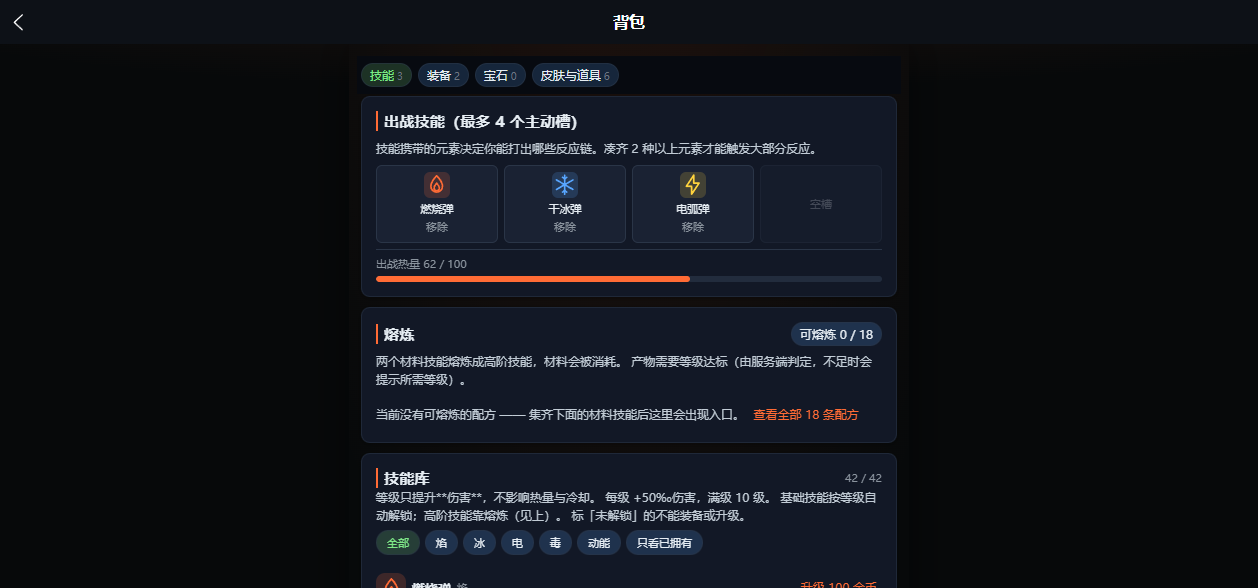 背包
技能 3 装备 2 宝石 0 皮肤与道具 6
出战技能（最多 4 个主动槽）
技能携带的元素决定你能打出哪些反应链。凑齐 2 种以上元素才能触发大部分反应。
燃烧弹 干冰弹 电弧弹 空槽
移除 移除 移除
出战热量 62 / 100
熔炼 可熔炼 0 / 18
两个材料技能熔炼成高阶技能，材料会被消耗。 产物需要等级达标（由服务端判定，不足时会
提示所需等级）。
当前没有可熔炼的配方 —— 集齐下面的材料技能后这里会出现入口。 查看全部 18 条配方
技能库 42 / 42
等级只提升**伤害**，不影响热量与冷却。 每级 +50‰伤害，满级 10 级。 基础技能按等级自
动解锁；高阶技能靠熔炼（见上）。 标「未解锁」的不能装备或升级。
全部 焰 冰 电 毒 动能 只看已拥有
燃烧弹 焰 升级 100 金币